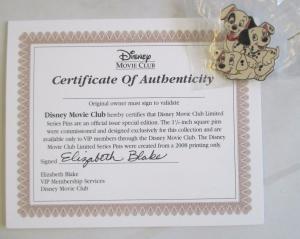 Disney
MOVIE CLUB
Certificate Of Authenticity
Original owner must sign to validate
Disney Movie Club hereby certifies that Disney Movie Club Limited
Series Pins are an official issue special edition. The 1½-inch square pins
were commissioned and designed exclusively for this collection and are
available only to VIP members through the Disney Movie Club. The Disney
Movie Club Limited Series Pins were created from a 2008 printing only.
Signed Elizabeth Blake
Elizabeth Blake
VIP Membership Services
Disney Movie Club